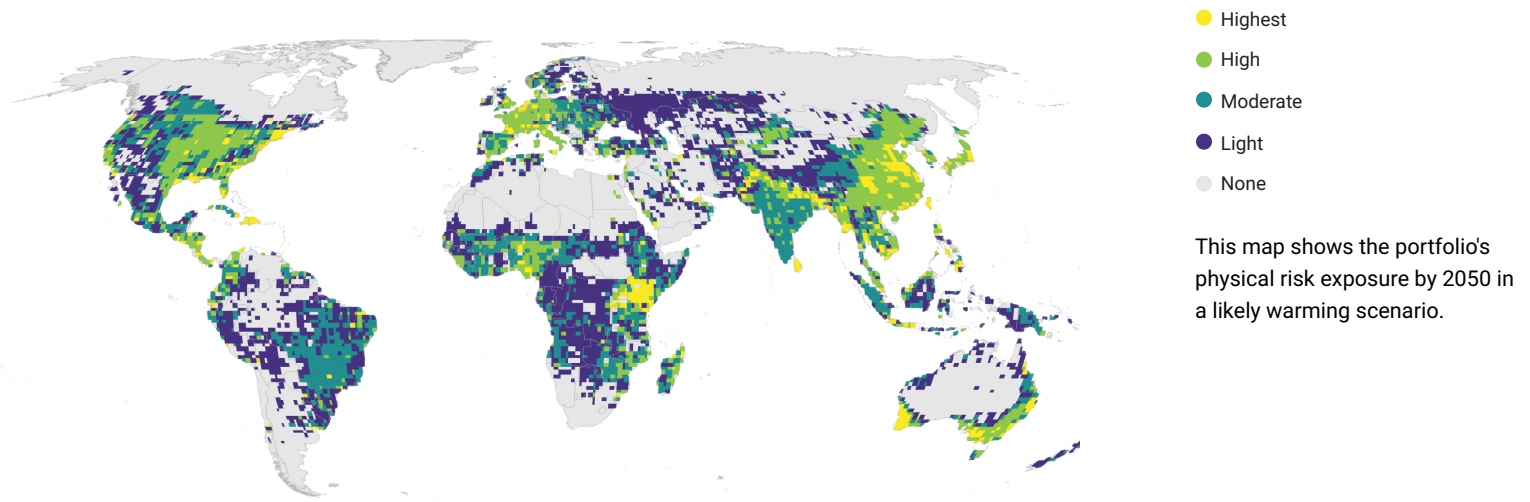 Highest
High
Moderate
Light
None
This map shows the portfolio's
physical risk exposure by 2050 in
a likely warming scenario.